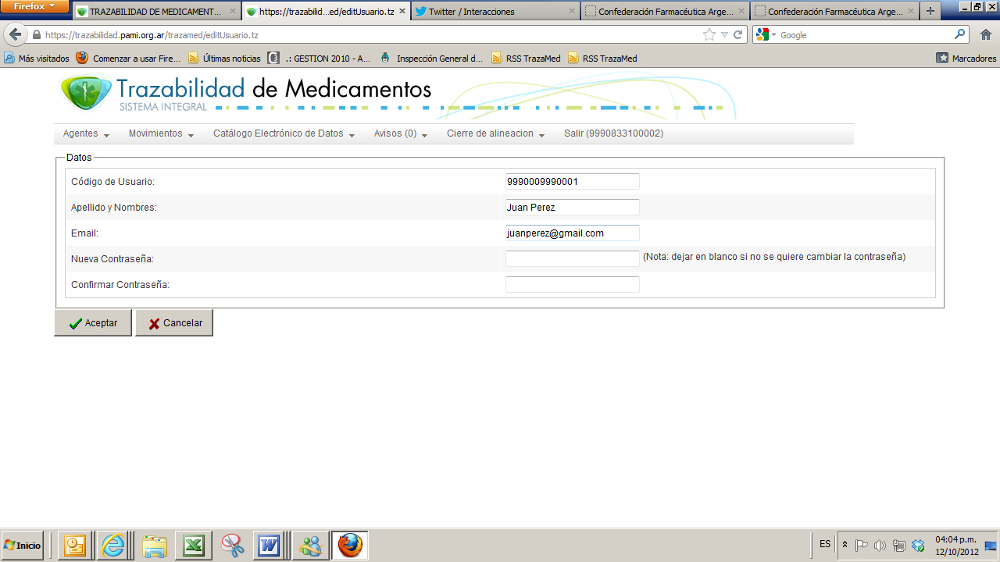 Firefox
TRAZABILIDAD DE MEDICAMENT...
https://trazabilid...ed/editUsuario.tz
Twitter / Interacciones
Confederación Farmacéutica Arge...
Confederación Farmacéutica Arge...
https://trazabilidad.pami.org.ar/trazamed/editUsuario.tz
Google
Más visitados
Comenzar a usar Fire...
Últimas noticias
.: GESTION 2010 - A...
Inspección General d...
RSS TrazaMed
RSS TrazaMed
Marcadores
Trazabilidad de Medicamentos
SISTEMA INTEGRAL
Agentes
Movimientos
Catálogo Electrónico de Datos
Avisos (0)
Cierre de alineacion
Salir (9990833100002)
Datos
Código de Usuario: 9990009990001
Apellido y Nombres: Juan Perez
Email: juanperez@gmail.com
Nueva Contraseña: (Nota: dejar en blanco si no se quiere cambiar la contraseña)
Confirmar Contraseña:
Aceptar
Cancelar
Inicio
ES
04:04 p.m.
12/10/2012